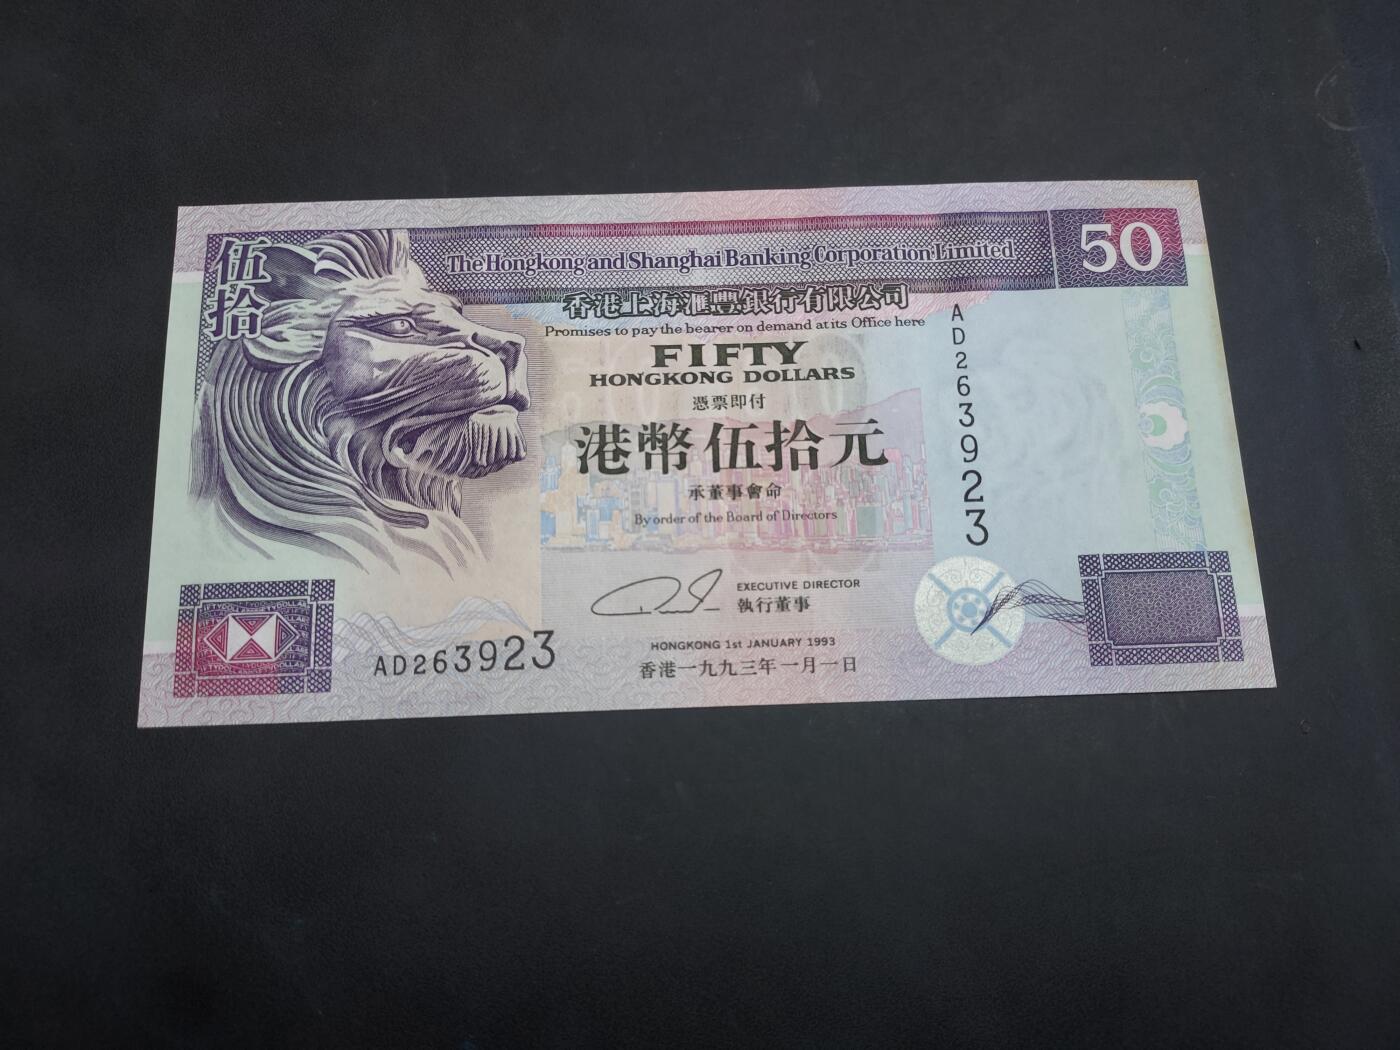 伍拾
The Hongkong and Shanghai Banking Corporation Limited
50
香港上海滙豐銀行有限公司
Promises to pay the bearer on demand at its Office here
FIFTY
HONGKONG DOLLARS
憑票即付
港幣伍拾元
承董事會命
By order of the Board of Directors
AD263923
EXECUTIVE DIRECTOR
執行董事
HONGKONG 1st JANUARY 1993
香港一九九三年一月一日
AD263923